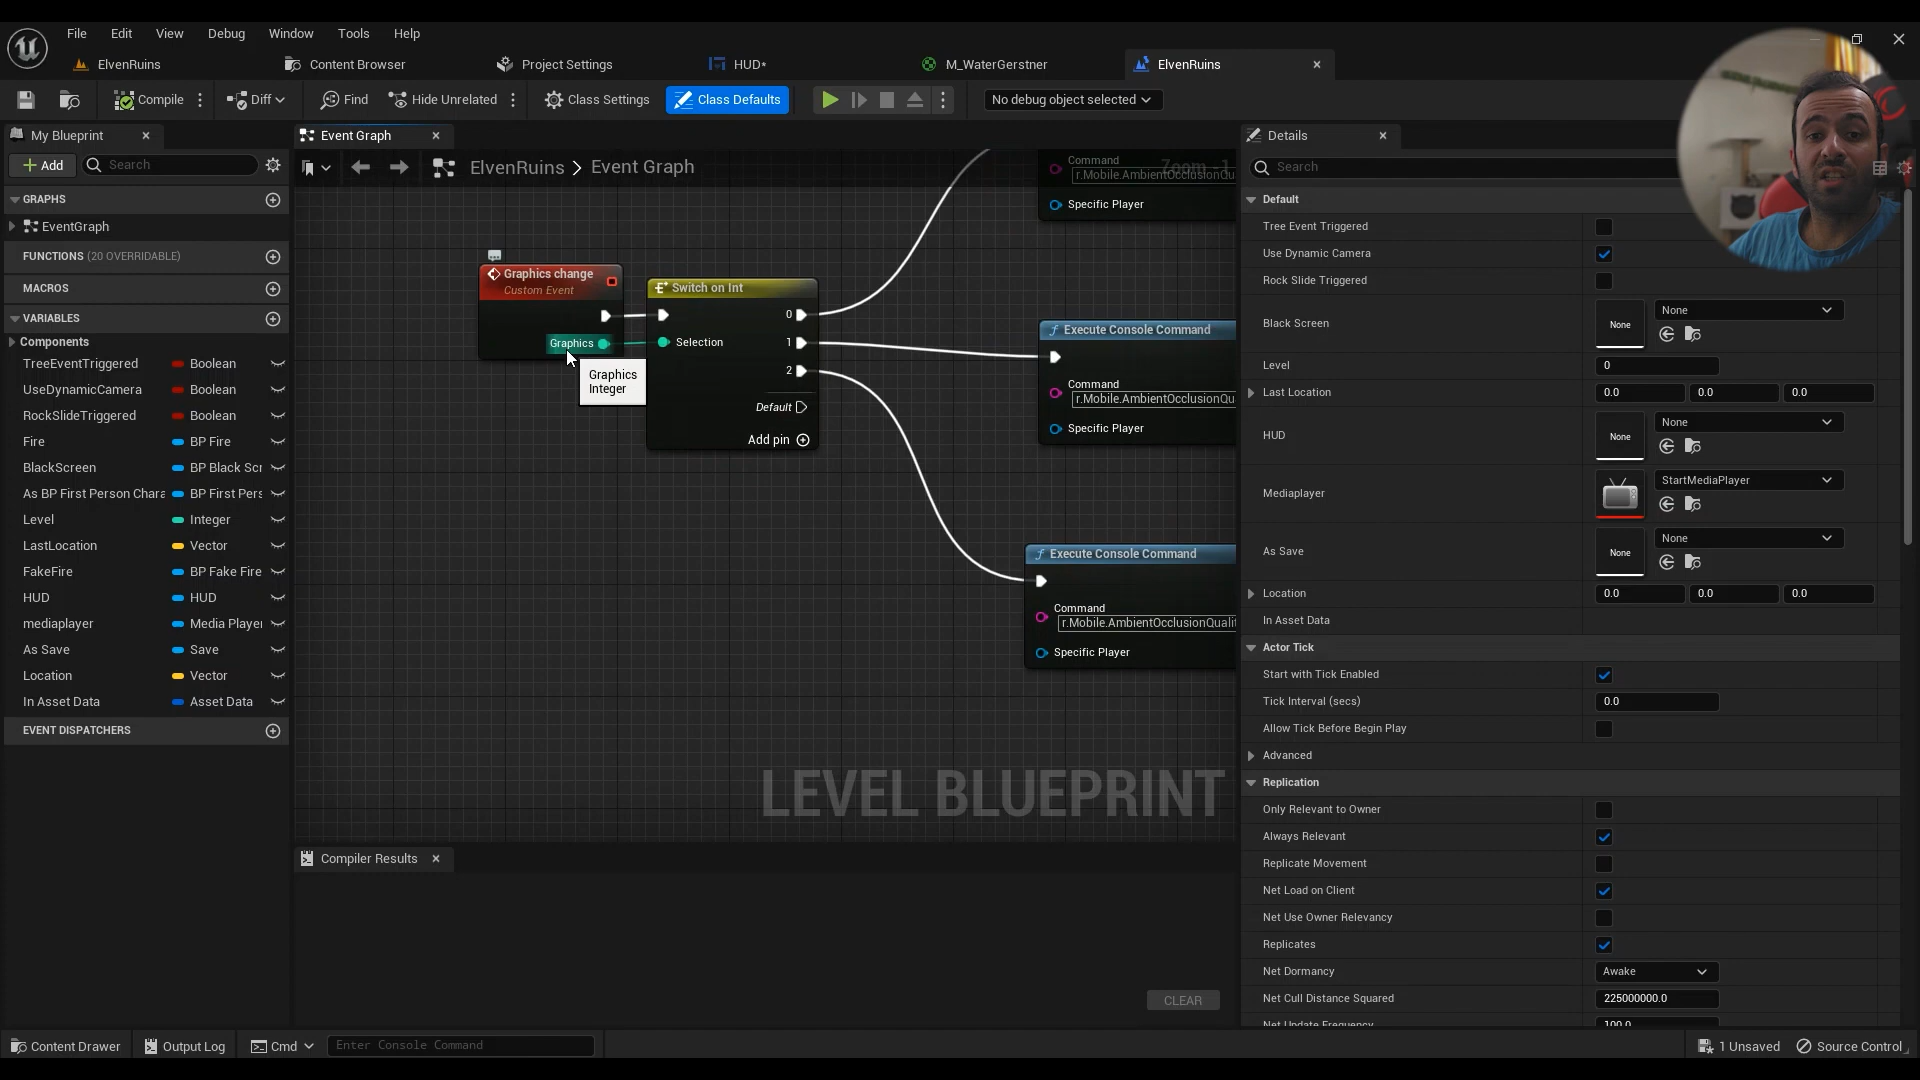 File Edit View Debug Window Tools Help
ElvenRuins Content Browser Project Settings HUD* M_WaterGerstner ElvenRuins
Compile Diff Find Hide Unrelated Class Settings Class Defaults No debug object selected
My Blueprint
Add Search
GRAPHS
EventGraph
FUNCTIONS (20 OVERRIDABLE)
MACROS
VARIABLES
Components
TreeEventTriggered Boolean
UseDynamicCamera Boolean
RockSlideTriggered Boolean
Fire BP Fire
BlackScreen BP Black Scr
As BP First Person Chara BP First Pers
Level Integer
LastLocation Vector
FakeFire BP Fake Fire
HUD HUD
mediaplayer Media Player
As Save Save
Location Vector
In Asset Data Asset Data
EVENT DISPATCHERS
Event Graph
ElvenRuins > Event Graph
Zoom -1
Command
r.Mobile.AmbientOcclusionQu
Specific Player
Graphics change
Custom Event
Graphics
Graphics
Integer
Switch on Int
0
Selection 1
2
Default
Add pin
Execute Console Command
Command
r.Mobile.AmbientOcclusionQu
Specific Player
Execute Console Command
Command
r.Mobile.AmbientOcclusionQualit
Specific Player
LEVEL BLUEPRINT
Compiler Results
CLEAR
Details
Search
Default
Tree Event Triggered
Use Dynamic Camera
Rock Slide Triggered
Black Screen None None
Level 0
Last Location 0.0 0.0 0.0
HUD None None
Mediaplayer StartMediaPlayer
As Save None None
Location 0.0 0.0 0.0
In Asset Data
Actor Tick
Start with Tick Enabled
Tick Interval (secs) 0.0
Allow Tick Before Begin Play
Advanced
Replication
Only Relevant to Owner
Always Relevant
Replicate Movement
Net Load on Client
Net Use Owner Relevancy
Replicates
Net Dormancy Awake
Net Cull Distance Squared 225000000.0
Net Update Frequency 100.0
Content Drawer Output Log Cmd Enter Console Command 1 Unsaved Source Control